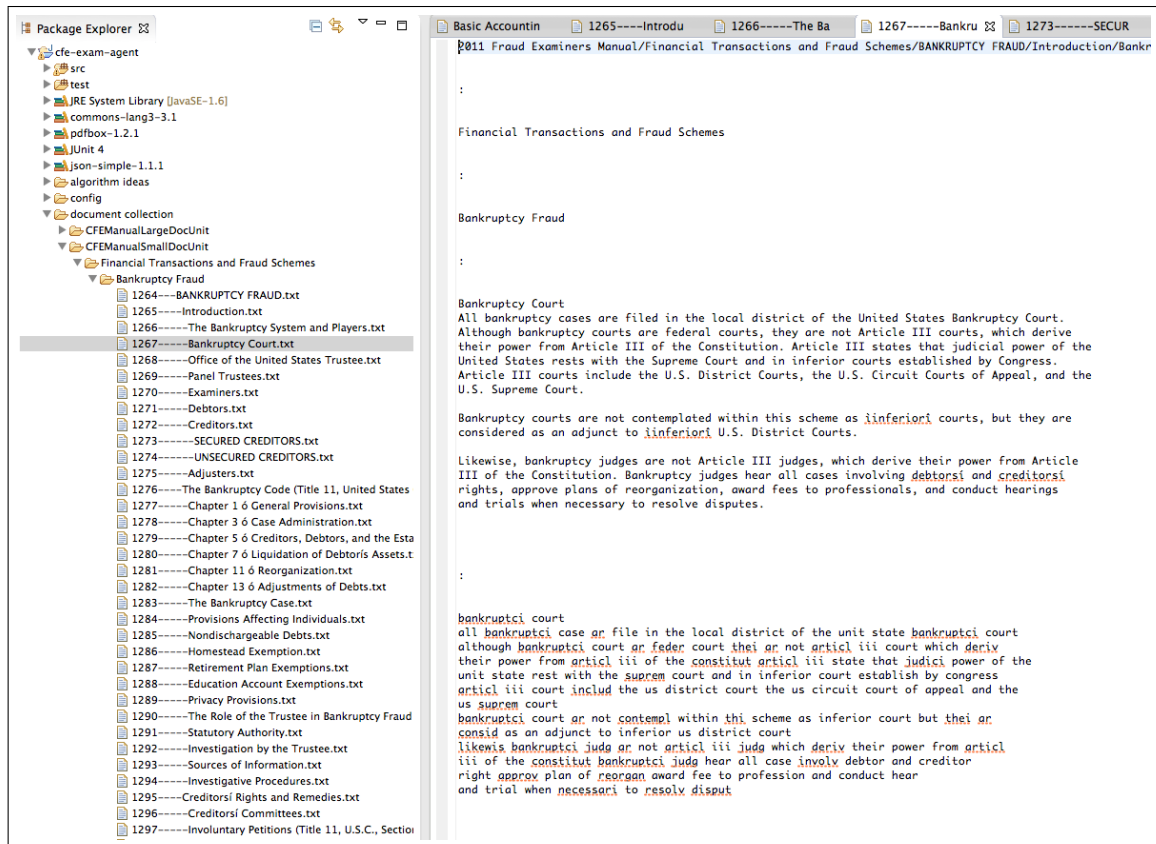 Package Explorer
cfe-exam-agent
src
test
JRE System Library [JavaSE-1.6]
commons-lang3-3.1
pdfbox-1.2.1
JUnit 4
json-simple-1.1.1
algorithm ideas
config
document collection
CFEManualLargeDocUnit
CFEManualSmallDocUnit
Financial Transactions and Fraud Schemes
Bankruptcy Fraud
1264---BANKRUPTCY FRAUD.txt
1265----Introduction.txt
1266-----The Bankruptcy System and Players.txt
1267-----Bankruptcy Court.txt
1268-----Office of the United States Trustee.txt
1269-----Panel Trustees.txt
1270-----Examiners.txt
1271-----Debtors.txt
1272-----Creditors.txt
1273------SECURED CREDITORS.txt
1274------UNSECURED CREDITORS.txt
1275-----Adjusters.txt
1276----The Bankruptcy Code (Title 11, United States
1277-----Chapter 1 ó General Provisions.txt
1278-----Chapter 3 ó Case Administration.txt
1279-----Chapter 5 ó Creditors, Debtors, and the Esta
1280-----Chapter 7 ó Liquidation of Debtorís Assets.t
1281-----Chapter 11 ó Reorganization.txt
1282-----Chapter 13 ó Adjustments of Debts.txt
1283----The Bankruptcy Case.txt
1284-----Provisions Affecting Individuals.txt
1285-----Nondischargeable Debts.txt
1286-----Homestead Exemption.txt
1287-----Retirement Plan Exemptions.txt
1288-----Education Account Exemptions.txt
1289-----Privacy Provisions.txt
1290----The Role of the Trustee in Bankruptcy Fraud
1291-----Statutory Authority.txt
1292-----Investigation by the Trustee.txt
1293-----Sources of Information.txt
1294-----Investigative Procedures.txt
1295----Creditorsí Rights and Remedies.txt
1296-----Creditorsí Committees.txt
1297-----Involuntary Petitions (Title 11, U.S.C., Section
Basic Accountin
1265----Introdu
1266-----The Ba
1267-----Bankru
1273------SECUR
2011 Fraud Examiners Manual/Financial Transactions and Fraud Schemes/BANKRUPTCY FRAUD/Introduction/Bankr
:
Financial Transactions and Fraud Schemes
:
Bankruptcy Fraud
:
Bankruptcy Court
All bankruptcy cases are filed in the local district of the United States Bankruptcy Court.
Although bankruptcy courts are federal courts, they are not Article III courts, which derive
their power from Article III of the Constitution. Article III states that judicial power of the
United States rests with the Supreme Court and in inferior courts established by Congress.
Article III courts include the U.S. District Courts, the U.S. Circuit Courts of Appeal, and the
U.S. Supreme Court.
Bankruptcy courts are not contemplated within this scheme as ìinferiorî courts, but they are
considered as an adjunct to ìinferiorî U.S. District Courts.
Likewise, bankruptcy judges are not Article III judges, which derive their power from Article
III of the Constitution. Bankruptcy judges hear all cases involving debtorsí and creditorsí
rights, approve plans of reorganization, award fees to professionals, and conduct hearings
and trials when necessary to resolve disputes.
:
bankruptci court
all bankruptci case ar file in the local district of the unit state bankruptci court
although bankruptci court ar feder court thei ar not articl iii court which deriv
their power from articl iii of the constitut articl iii state that judici power of the
unit state rest with the suprem court and in inferior court establish by congress
articl iii court includ the us district court the us circuit court of appeal and the
us suprem court
bankruptci court ar not contempl within thi scheme as inferior court but thei ar
consid as an adjunct to inferior us district court
likewis bankruptci judg ar not articl iii judg which deriv their power from articl
iii of the constitut bankruptci judg hear all case involv debtor and creditor
right approv plan of reorgan award fee to profession and conduct hear
and trial when necessari to resolv disput